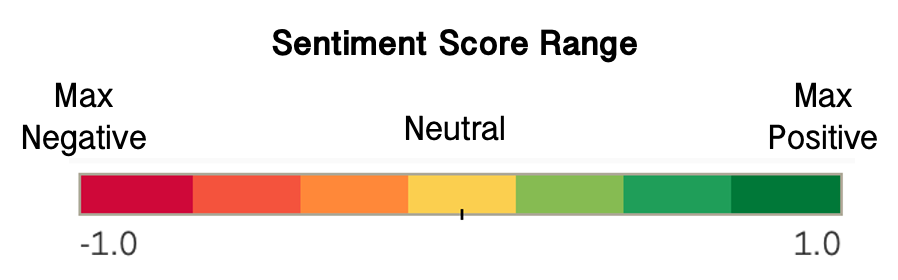 Sentiment Score Range
Max
Negative
Neutral
Max
Positive
-1.0
1.0